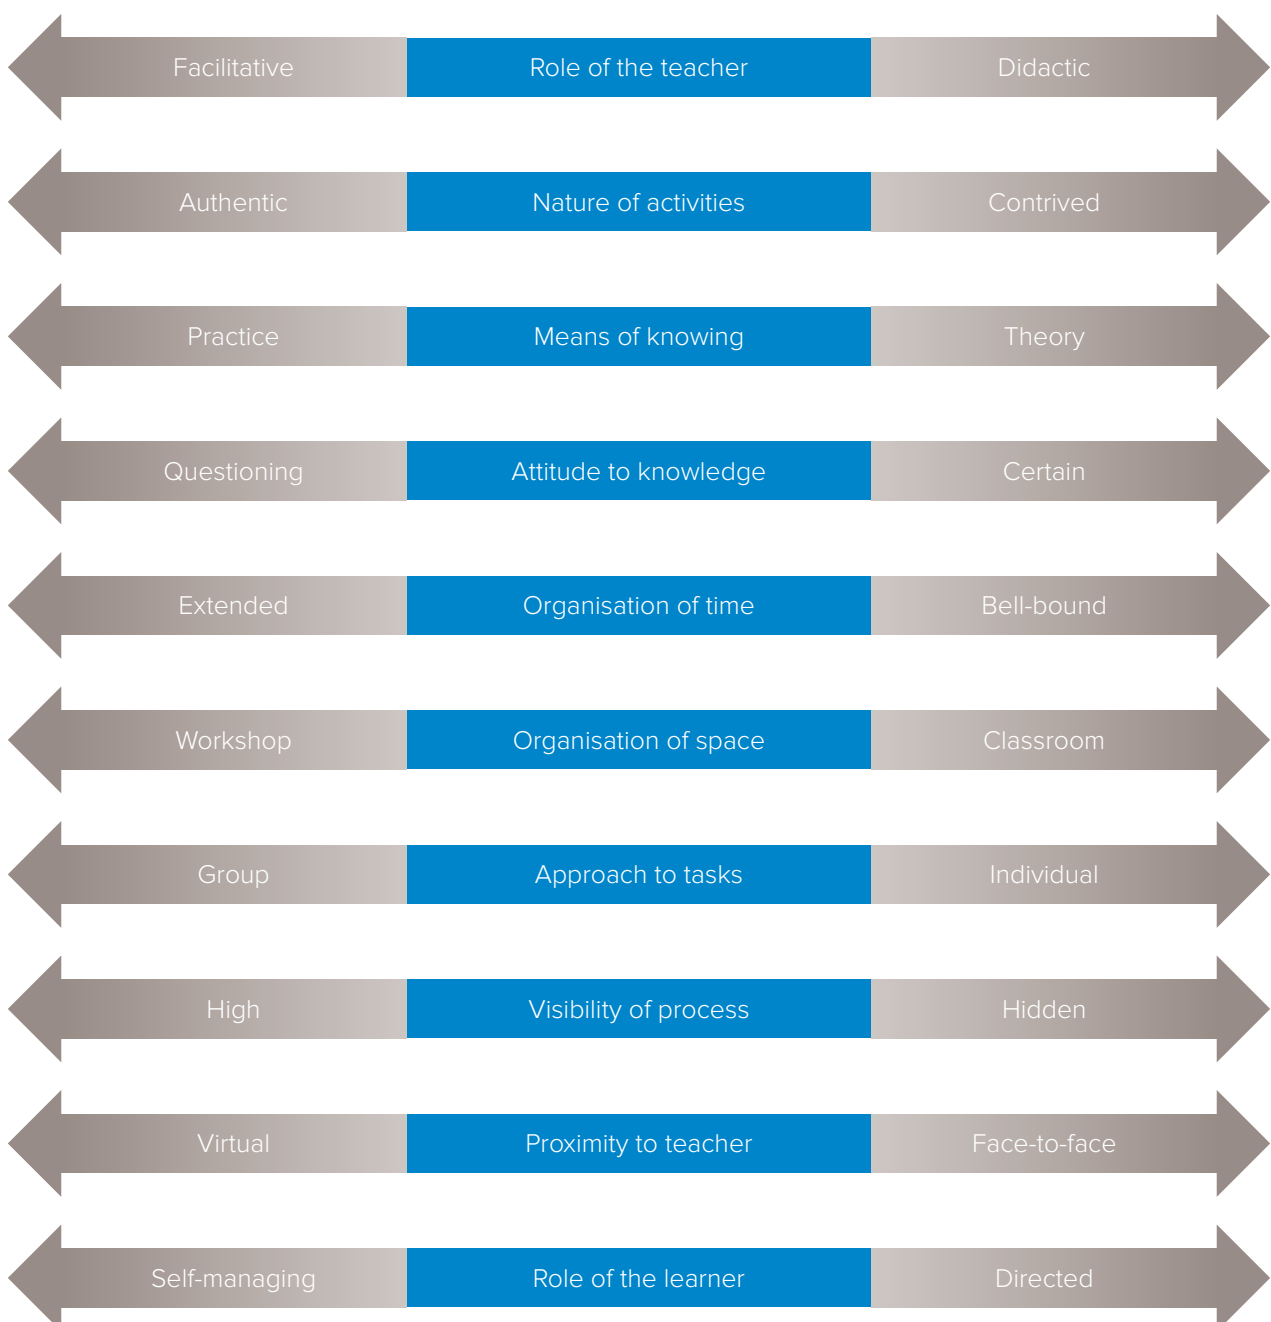 Facilitative Role of the teacher Didactic
Authentic Nature of activities Contrived
Practice Means of knowing Theory
Questioning Attitude to knowledge Certain
Extended Organisation of time Bell-bound
Workshop Organisation of space Classroom
Group Approach to tasks Individual
High Visibility of process Hidden
Virtual Proximity to teacher Face-to-face
Self-managing Role of the learner Directed